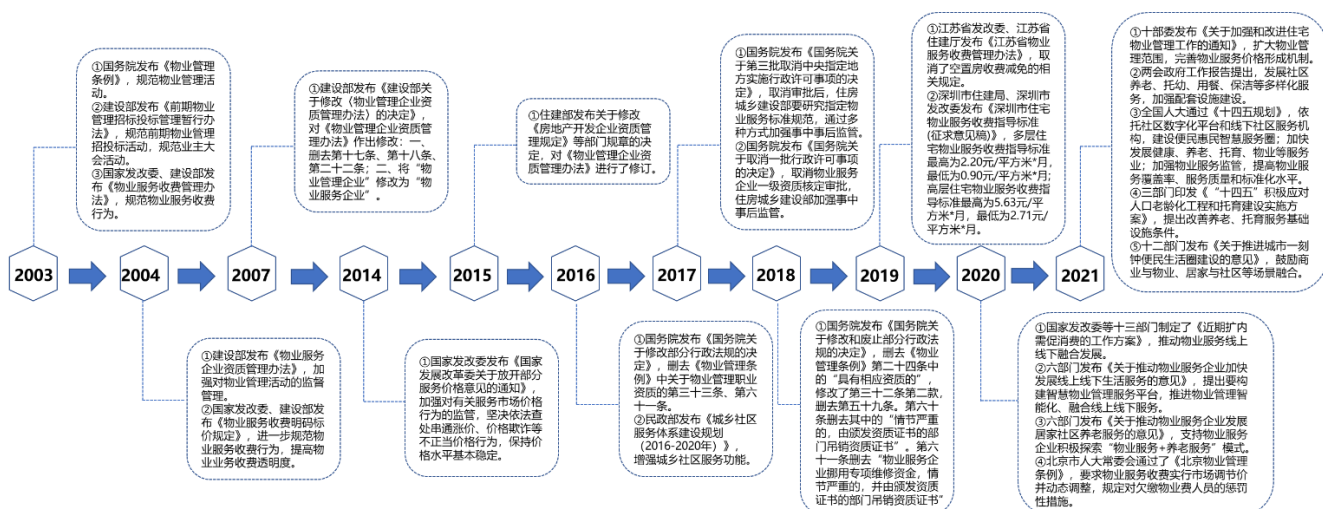 ①国务院发布《物业管理
条例》，规范物业管理活
动。
②建设部发布《前期物业
管理招标投标管理暂行办
法》，规范前期物业管理
招投标活动，规范业主大
会活动。
③国家发改委、建设部发
布《物业服务收费管理办
法》，规范物业服务收费
行为。
①建设部发布《建设部关
于修改〈物业管理企业资
质管理办法〉的决定》，
对《物业管理企业资质管
理办法》作出修改：一、
删去第十七条、第十八条、
第二十二条；二、将“物
业管理企业”修改为“物
业服务企业”。
①住建部发布关于修改
《房地产开发企业资质管
理规定》等部门规章的决
定，对《物业管理企业资
质管理办法》进行了修订。
①国务院发布《国务院关
于第三批取消中央指定地
方实施行政许可事项的决
定》，取消审批后，住房
城乡建设部要研究指定物
业服务标准规范，通过多
种方式加强事中事后监管。
②国务院发布《国务院关
于取消一批行政许可事项
的决定》，取消物业服务企
业一级资质核定审批，
住房城乡建设部加强事中
事后监管。
①江苏省发改委、江苏省
住建厅发布《江苏省物业
服务收费管理办法》，取
消了空置房收费减免的相
关规定。
②深圳市住建局、深圳市
发改委发布《深圳市住宅
物业服务收费指导标准
(征求意见稿)》，多层住
宅物业服务收费指导标准
最高为2.20元/平方米*月，
最低为0.90元/平方米*月；
高层住宅物业服务收费指
导标准最高为5.63元/平方
米*月，最低为2.71元/
平方米*月。
①十部委发布《关于加强和改进住宅
物业管理工作的通知》，扩大物业管
理范围，完善物业服务价格形成机制。
②两会政府工作报告提出，发展社区
养老、托幼、用餐、保洁等多样化服
务，加强配套设施建设。
③全国人大通过《十四五规划》，依
托社区数字化平台和线下社区服务机
构，建设便民惠民智慧服务圈；加快
发展健康、养老、托育、物业等服务
业；加强物业服务监管，提高物业服
务覆盖率、服务质量和标准化水平。
④三部门印发《“十四五”积极应对
人口老龄化工程和托育建设实施方
案》，提出改善养老、托育服务基础
设施条件。
⑤十二部门发布《关于推进城市一刻
钟便民生活圈建设的意见》，鼓励商
业与物业、居家与社区等场景融合。
2003
2004
2007
2014
2015
2016
2017
2018
2019
2020
2021
①建设部发布《物业服务
企业资质管理办法》，加
强对物业管理活动的监督
管理。
②国家发改委、建设部发
布《物业服务收费明码标
价规定》，进一步规范物
业服务收费行为，提高物
业业务收费透明度。
①国家发改委发布《国家
发展改革委关于放开部分
服务价格意见的通知》，
加强对有关服务市场价格
行为的监管，坚决依法查
处串通涨价、价格欺诈等
不正当价格行为，保持价
格水平基本稳定。
①国务院发布《国务院关
于修改部分行政法规的决
定》，删去《物业管理条
例》中关于物业管理职业
资质的第三十三条、第六
十一条。
②民政部发布《城乡社区
服务体系建设规划
（2016-2020年）》，
增强城乡社区服务功能。
①国务院发布《国务院关
于修改和废止部分行政法
规的决定》，删去《物业
管理条例》第二十四条中
的“具有相应资质的”，
修改了第三十二条第二款，
删去第五十九条。第六十
条删去其中的“情节严重
的，由颁发资质证书的部
门吊销资质证书”。第六
十一条删去“物业服务企
业挪用专项维修资金，情
节严重的，并由颁发资质
证书的部门吊销资质证书”
①国家发改委等十三部门制定了《近期扩内
需促消费的工作方案》，推动物业服务线上
线下融合发展。
②六部门发布《关于推动物业服务企业加快
发展线上线下生活服务的意见》，提出要构
建智慧物业管理服务平台，推进物业管理
智能化、融合线上线下服务。
③六部门发布《关于推动物业服务企业发展
居家社区养老服务的意见》，支持物业服务
企业积极探索“物业服务+养老服务”模式。
④北京市人大常委会通过了《北京物业管理
条例》，要求物业服务收费实行市场调节价
并动态调整，规定对欠缴物业费人员的惩罚
性措施。